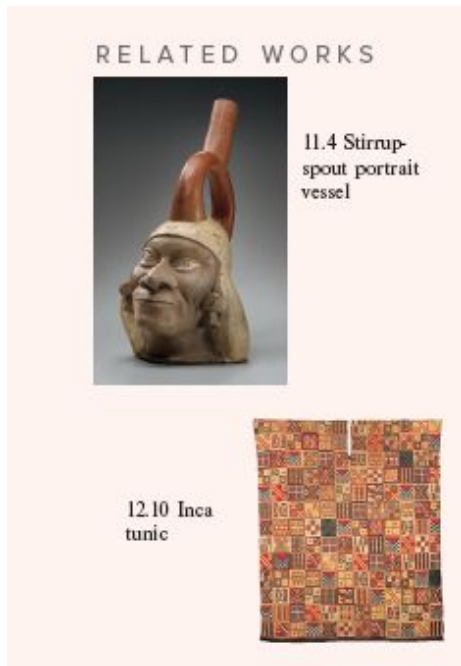 RELATED WORKS
11.4 Stirrup-
spout portrait
vessel
12.10 Inca
tunic